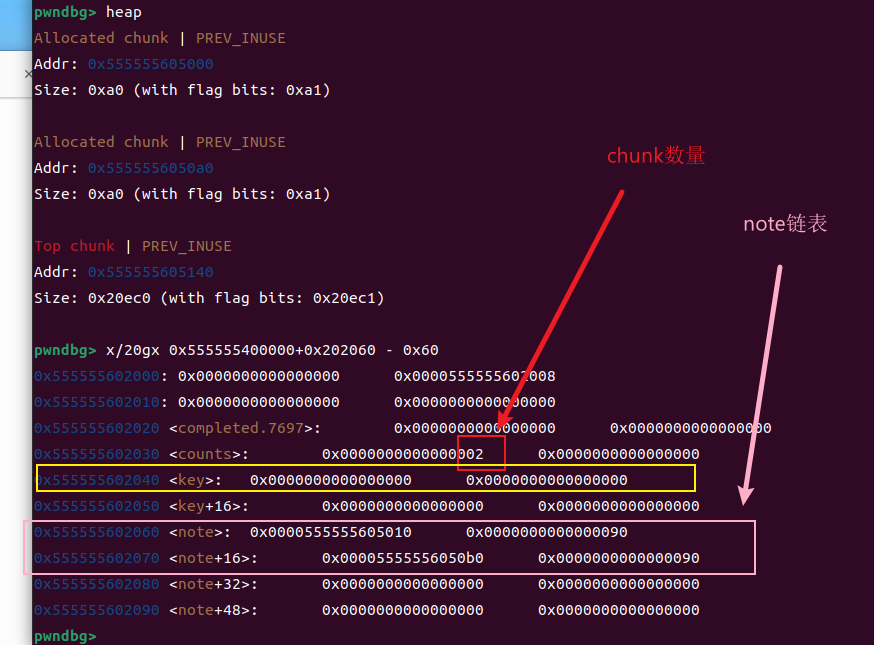 pwndbg> heap
Allocated chunk | PREV_INUSE
Addr: 0x555555605000
Size: 0xa0 (with flag bits: 0xa1)
Allocated chunk | PREV_INUSE
Addr: 0x5555556050a0
Size: 0xa0 (with flag bits: 0xa1)
chunk数量
note链表
Top chunk | PREV_INUSE
Addr: 0x555555605140
Size: 0x20ec0 (with flag bits: 0x20ec1)
pwndbg> x/20gx 0x555555400000+0x202060 - 0x60
0x555555602000: 0x0000000000000000 0x0000555555602008
0x555555602010: 0x0000000000000000 0x0000000000000000
0x555555602020 <completed.7697>: 0x0000000000000000 0x0000000000000000
0x555555602030 <counts>: 0x0000000000000002 0x0000000000000000
0x555555602040 <key>: 0x0000000000000000 0x0000000000000000
0x555555602050 <key+16>: 0x0000000000000000 0x0000000000000000
0x555555602060 <note>: 0x0000555555605010 0x0000000000000090
0x555555602070 <note+16>: 0x00005555556050b0 0x0000000000000090
0x555555602080 <note+32>: 0x0000000000000000 0x0000000000000000
0x555555602090 <note+48>: 0x0000000000000000 0x0000000000000000
pwndbg>